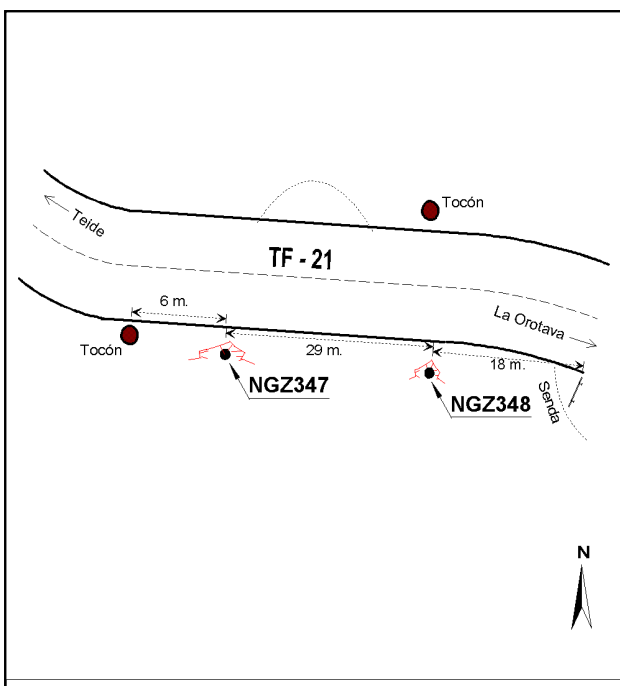 Tocón
Teide
TF - 21
6 m.
La Orotava
Tocón
29 m.
18 m.
NGZ347
NGZ348
Senda
N